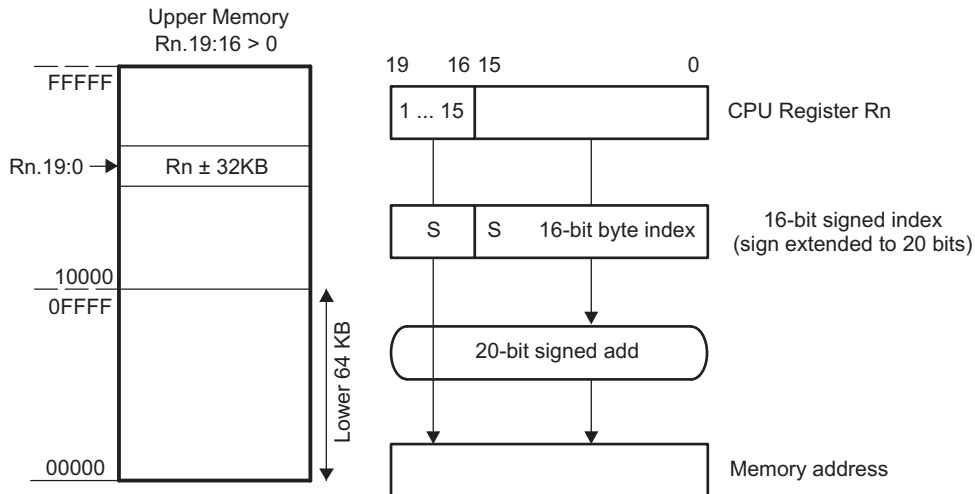 Upper Memory
Rn.19:16 > 0
FFFFF
Rn.19:0
Rn ± 32KB
10000
0FFFF
Lower 64 KB
00000
19 16 15 0
1 ... 15
CPU Register Rn
S S 16-bit byte index
16-bit signed index
(sign extended to 20 bits)
20-bit signed add
Memory address